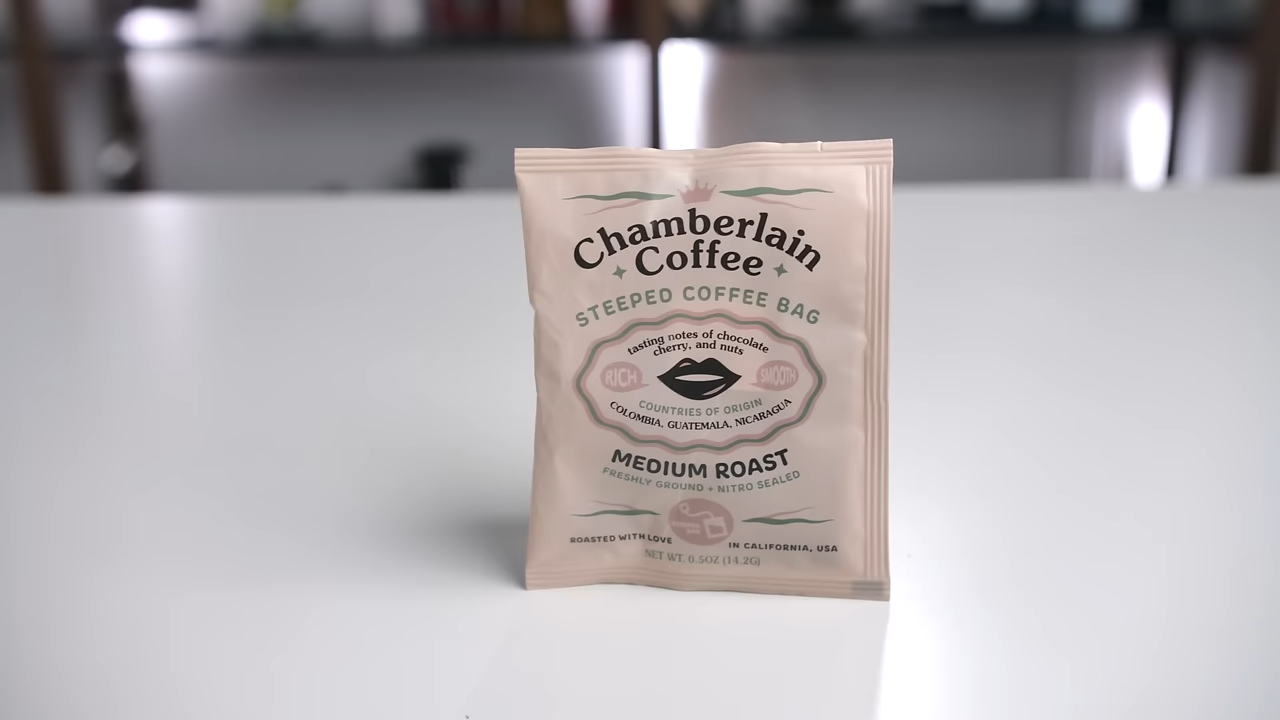 Chamberlain
Coffee
STEEPED COFFEE BAG
tasting notes of chocolate
cherry, and nuts
RICH
SMOOTH
COUNTRIES OF ORIGIN
COLOMBIA, GUATEMALA, NICARAGUA
MEDIUM ROAST
FRESHLY GROUND + NITRO SEALED
ROASTED WITH LOVE
IN CALIFORNIA, USA
NET WT. 0.5OZ (14.2G)